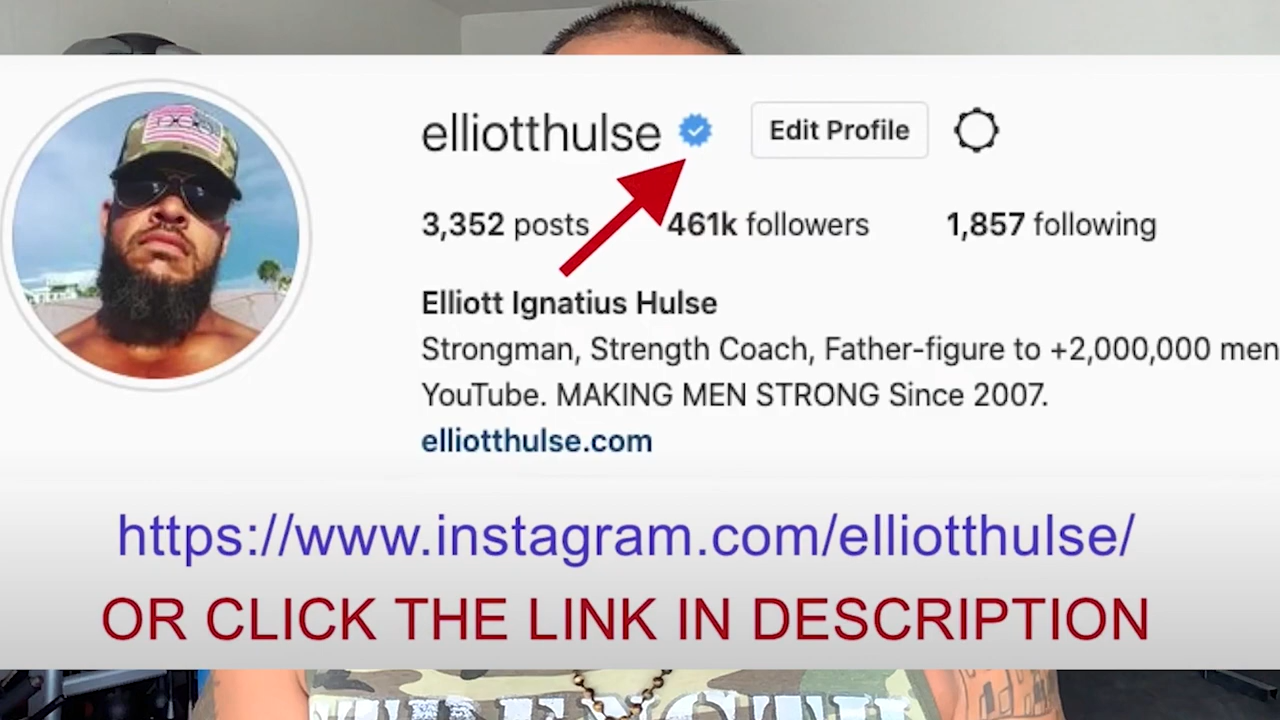 elliotthulse
Edit Profile
3,352 posts
461k followers
1,857 following
Elliott Ignatius Hulse
Strongman, Strength Coach, Father-figure to +2,000,000 men
YouTube. MAKING MEN STRONG Since 2007.
elliotthulse.com
https://www.instagram.com/elliotthulse/
OR CLICK THE LINK IN DESCRIPTION